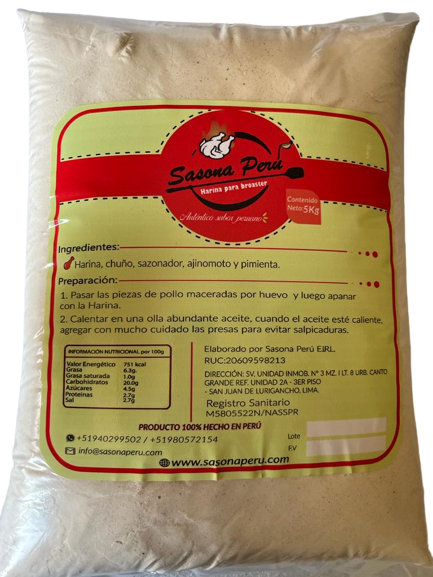 Sasona Perú
Harina para broaster
Auténtico sabor peruano
Contenido
Neto: 5Kg
Ingredientes:
Harina, chuño, sazonador, ajinomoto y pimienta.
Preparación:
1. Pasar las piezas de pollo maceradas por huevo y luego apanar
con la Harina.
2. Calentar en una olla abundante aceite, cuando el aceite esté caliente,
agregar con mucho cuidado las presas para evitar salpicaduras.
INFORMACIÓN NUTRICIONAL por 100g
Valor Energético 751 kcal
Grasa 6.3g.
Grasa saturada 1.0g
Carbohidratos 20.0g
Azúcares 4.5g
Proteínas 2.7g
Sal 2.7g
Elaborado por Sasona Perú E.I.R.L.
RUC:20609598213
DIRECCIÓN: SV. UNIDAD INMOB. N° 3 MZ. I LT. 8 URB. CANTO
GRANDE REF. UNIDAD 2A - 3ER PISO
- SAN JUAN DE LURIGANCHO, LIMA.
Registro Sanitario
M5805522N/NASSPR
PRODUCTO 100% HECHO EN PERÚ
+51940299502 / +51980572154
info@sasonaperu.com
www.sasonaperu.com
Lote
F.V